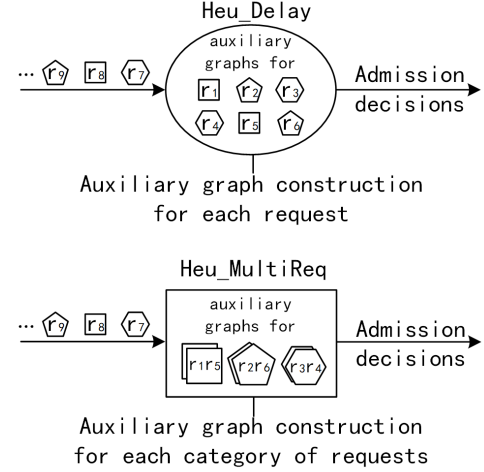 Heu_Delay
auxiliary
graphs for
... r9 r8 r7
r1 r2 r3
r4 r5 r6
Admission
decisions
Auxiliary graph construction
for each request
Heu_MultiReq
auxiliary
graphs for
... r9 r8 r7
r1r5 r2r6 r3r4
Admission
decisions
Auxiliary graph construction
for each category of requests